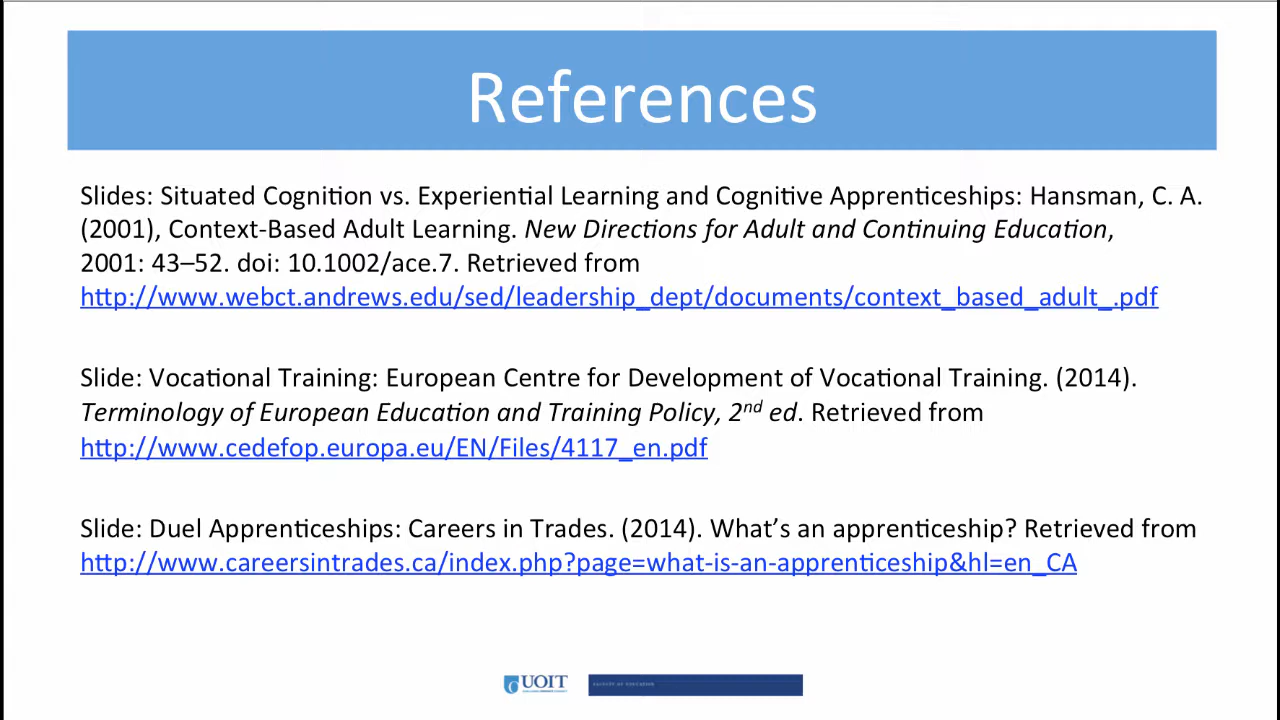 References
Slides: Situated Cognition vs. Experiential Learning and Cognitive Apprenticeships: Hansman, C. A.
(2001), Context-Based Adult Learning. New Directions for Adult and Continuing Education,
2001: 43–52. doi: 10.1002/ace.7. Retrieved from
http://www.webct.andrews.edu/sed/leadership_dept/documents/context_based_adult_.pdf
Slide: Vocational Training: European Centre for Development of Vocational Training. (2014).
Terminology of European Education and Training Policy, 2nd ed. Retrieved from
http://www.cedefop.europa.eu/EN/Files/4117_en.pdf
Slide: Duel Apprenticeships: Careers in Trades. (2014). What’s an apprenticeship? Retrieved from
http://www.careersintrades.ca/index.php?page=what-is-an-apprenticeship&hl=en_CA
UOIT
FACULTY OF EDUCATION